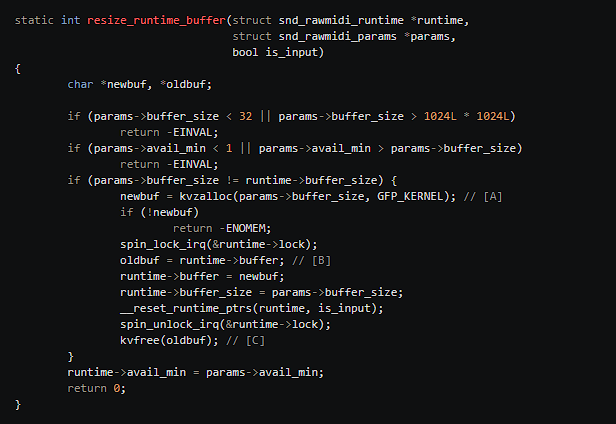 static int resize_runtime_buffer(struct snd_rawmidi_runtime *runtime,
                                 struct snd_rawmidi_params *params,
                                 bool is_input)
{
        char *newbuf, *oldbuf;

        if (params->buffer_size < 32 || params->buffer_size > 1024L * 1024L)
                return -EINVAL;
        if (params->avail_min < 1 || params->avail_min > params->buffer_size)
                return -EINVAL;
        if (params->buffer_size != runtime->buffer_size) {
                newbuf = kvzalloc(params->buffer_size, GFP_KERNEL); // [A]
                if (!newbuf)
                        return -ENOMEM;
                spin_lock_irq(&runtime->lock);
                oldbuf = runtime->buffer; // [B]
                runtime->buffer = newbuf;
                runtime->buffer_size = params->buffer_size;
                __reset_runtime_ptrs(runtime, is_input);
                spin_unlock_irq(&runtime->lock);
                kvfree(oldbuf); // [C]
        }
        runtime->avail_min = params->avail_min;
        return 0;
}